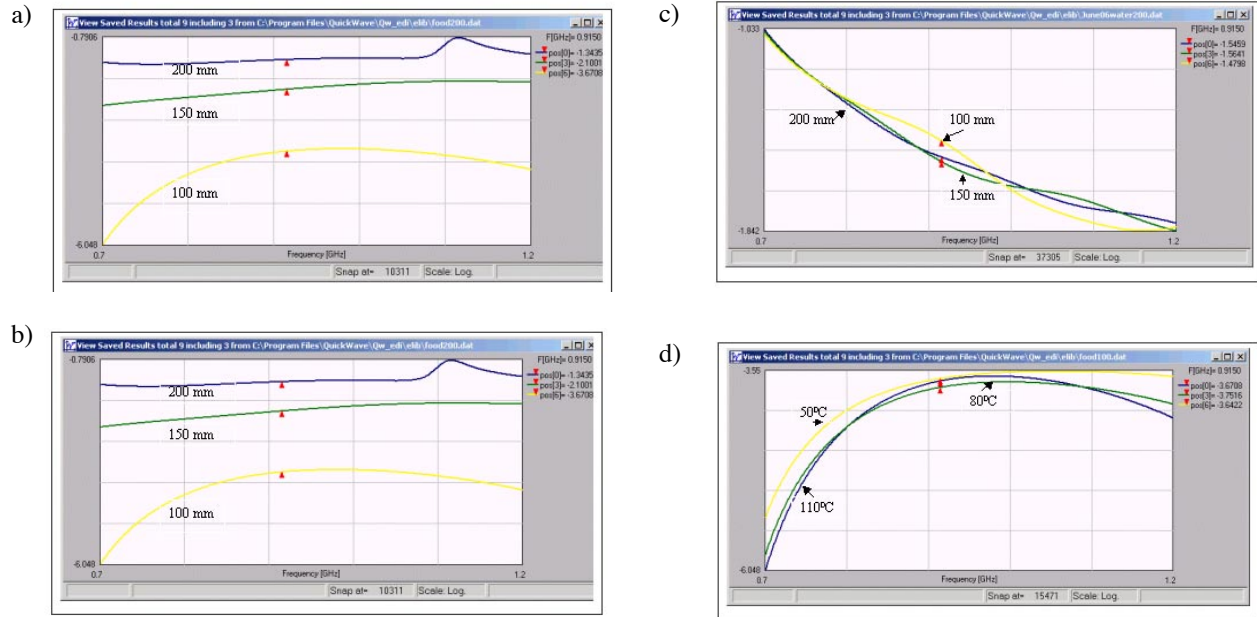 a)
View Saved Results total 9 including 3 from C:\Program Files\QuickWave\Qw_edi\elib\food200.dat
-0.7906
F[GHz]= 0.9150
pos[0]= -1.3435
pos[3]= -2.1001
pos[6]= -3.6708
200 mm
150 mm
100 mm
-6.048
0.7
Frequency [GHz]
1.2
Snap at= 10311 Scale: Log.
c)
View Saved Results total 9 including 3 from C:\Program Files\QuickWave\Qw_edi\elib\June06water200.dat
-1.033
F[GHz]= 0.9150
pos[0]= -1.5459
pos[3]= -1.5641
pos[6]= -1.4798
100 mm
200 mm
150 mm
-1.842
0.7
Frequency [GHz]
1.2
Snap at= 37305 Scale: Log.
b)
View Saved Results total 9 including 3 from C:\Program Files\QuickWave\Qw_edi\elib\food200.dat
-0.7906
F[GHz]= 0.9150
pos[0]= -1.3435
pos[3]= -2.1001
pos[6]= -3.6708
200 mm
150 mm
100 mm
-6.048
0.7
Frequency [GHz]
1.2
Snap at= 10311 Scale: Log.
d)
View Saved Results total 9 including 3 from C:\Program Files\QuickWave\Qw_edi\elib\food100.dat
-3.55
F[GHz]= 0.9150
pos[0]= -3.6708
pos[3]= -3.7516
pos[6]= -3.6422
80ºC
50ºC
110ºC
-6.048
0.7
Frequency [GHz]
1.2
Snap at= 15471 Scale: Log.